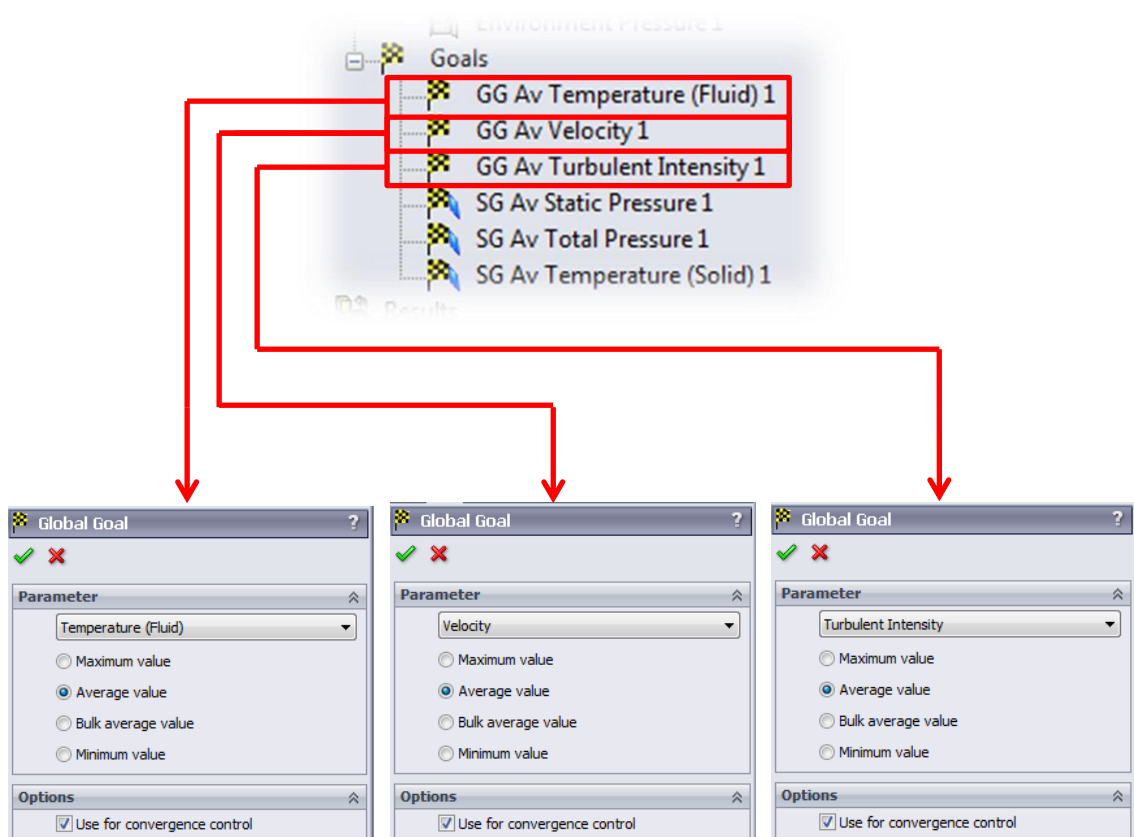 Environment Pressure 1
Goals
GG Av Temperature (Fluid) 1
GG Av Velocity 1
GG Av Turbulent Intensity 1
SG Av Static Pressure 1
SG Av Total Pressure 1
SG Av Temperature (Solid) 1
Results
Global Goal ?
Parameter
Temperature (Fluid)
Maximum value
Average value
Bulk average value
Minimum value
Options
Use for convergence control
Global Goal ?
Parameter
Velocity
Maximum value
Average value
Bulk average value
Minimum value
Options
Use for convergence control
Global Goal ?
Parameter
Turbulent Intensity
Maximum value
Average value
Bulk average value
Minimum value
Options
Use for convergence control